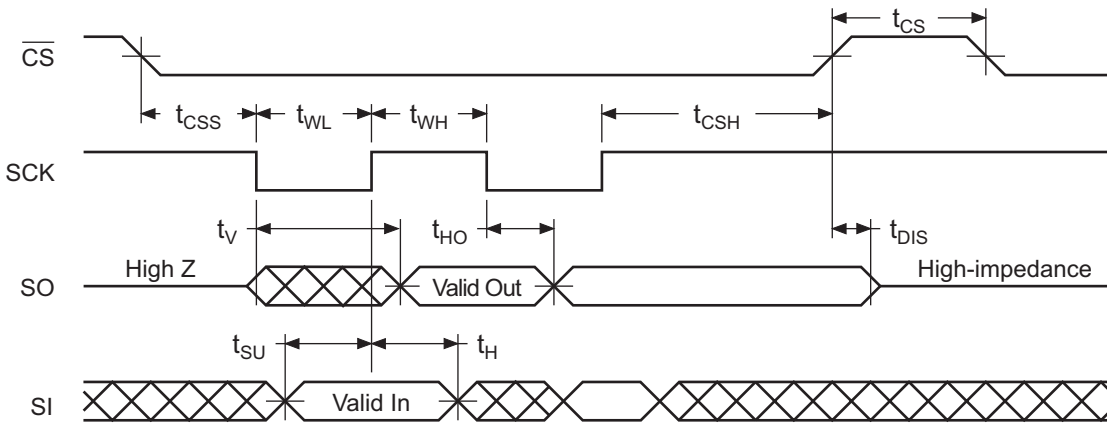 t_CS
C̅S̅
t_CSS t_WL t_WH t_CSH
SCK
t_V t_HO t_DIS
High Z High-impedance
SO Valid Out
t_SU t_H
SI Valid In